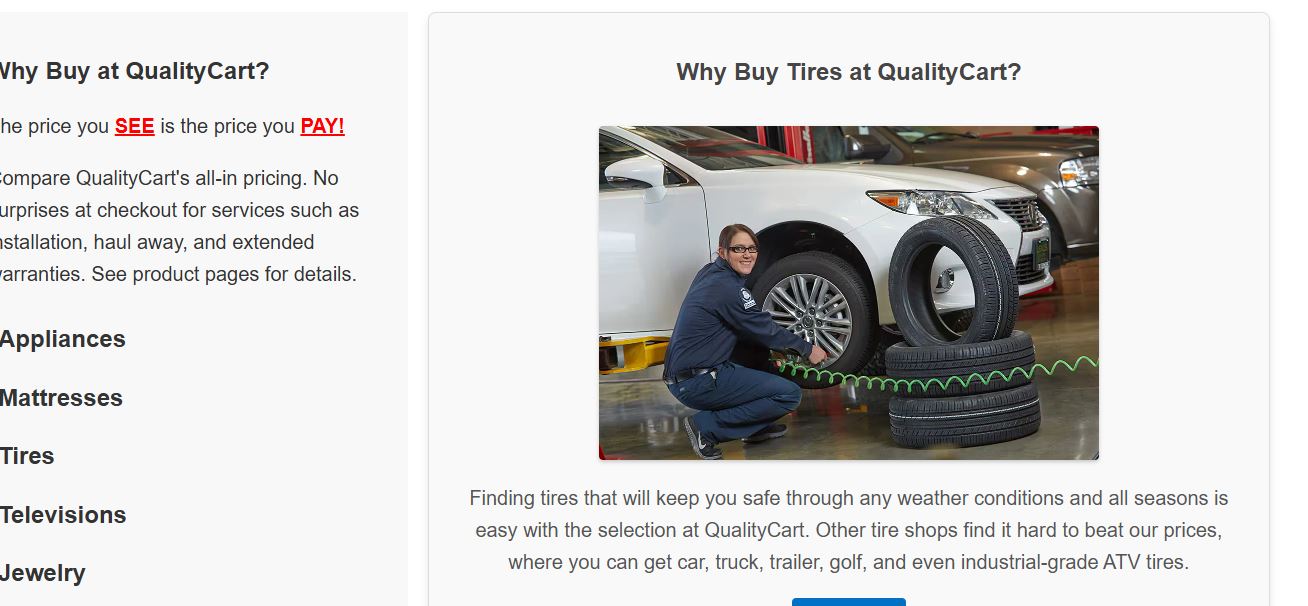 Why Buy at QualityCart?
he price you SEE is the price you PAY!
ompare QualityCart's all-in pricing. No
urprises at checkout for services such as
nstallation, haul away, and extended
arranties. See product pages for details.
Appliances
Mattresses
Tires
Televisions
Jewelry
Why Buy Tires at QualityCart?
Finding tires that will keep you safe through any weather conditions and all seasons is
easy with the selection at QualityCart. Other tire shops find it hard to beat our prices,
where you can get car, truck, trailer, golf, and even industrial-grade ATV tires.